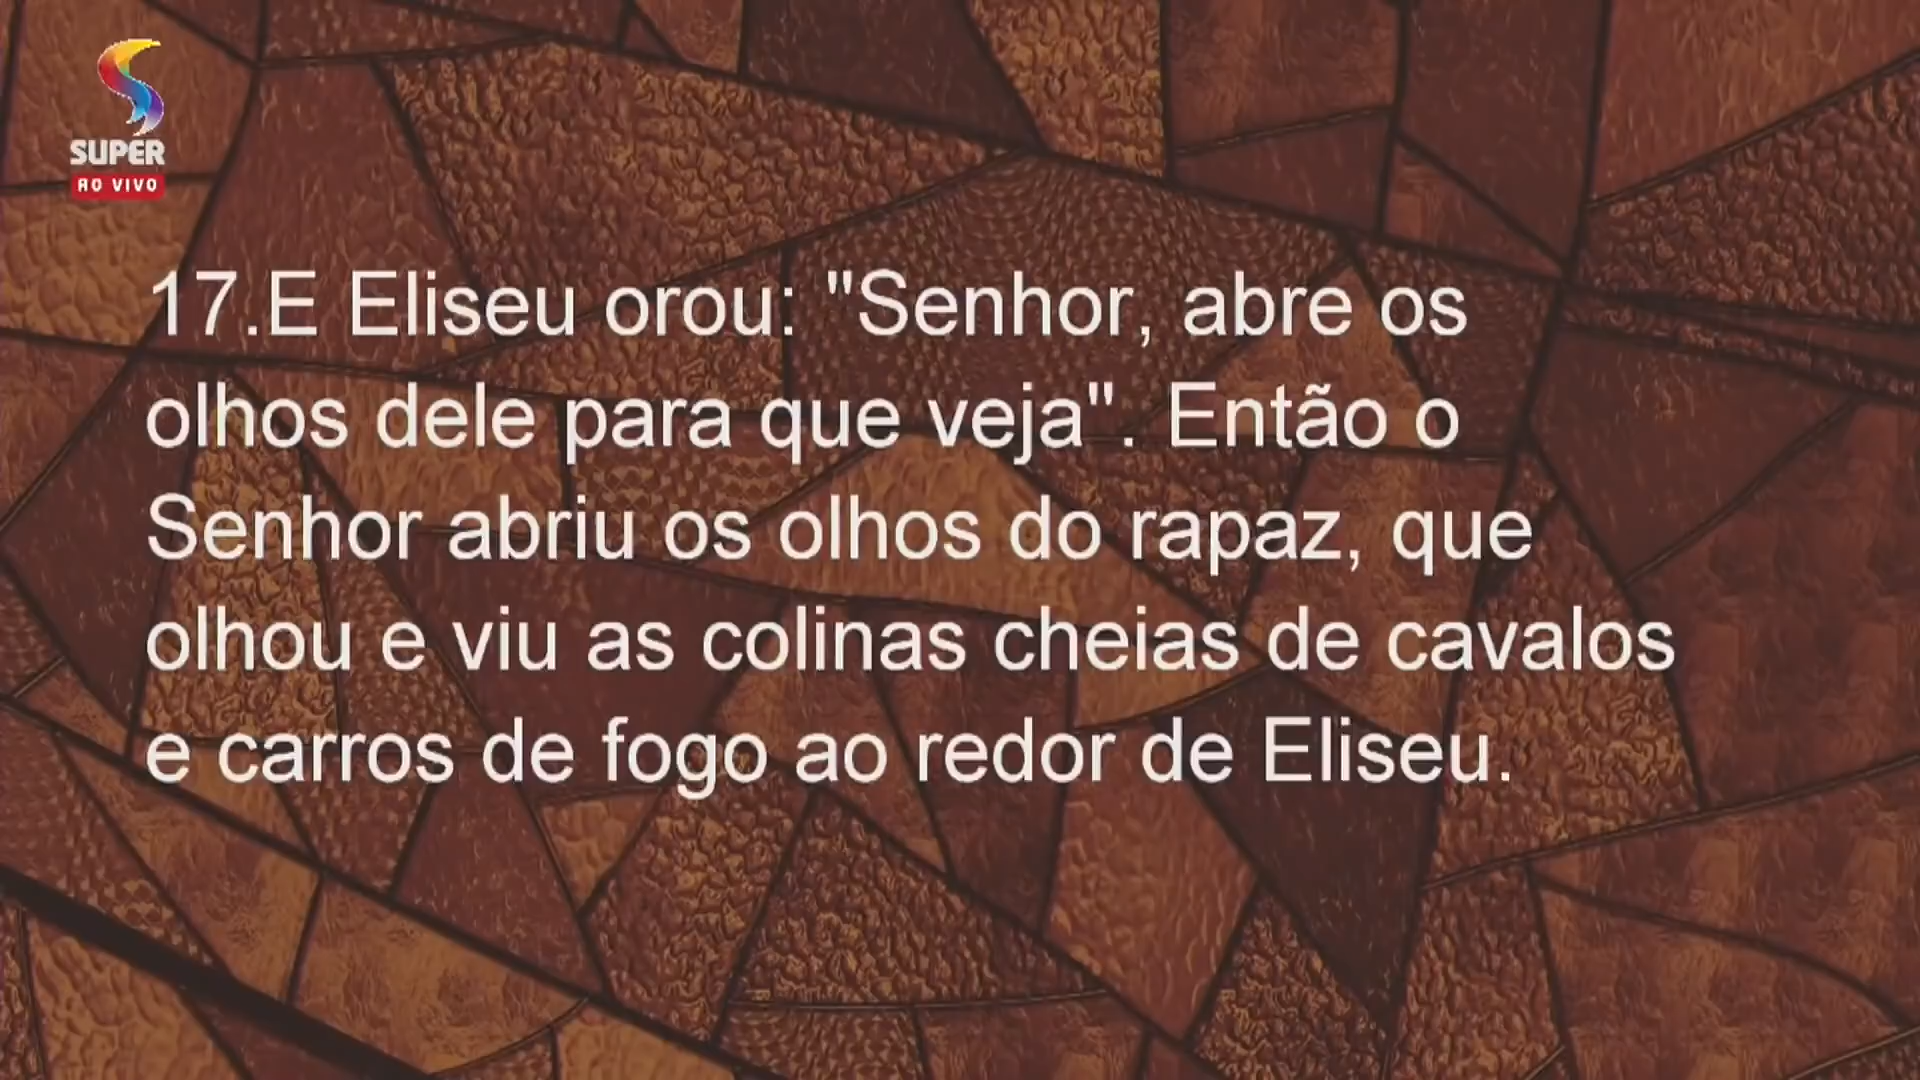 SUPER
AO VIVO
17.E Eliseu orou: "Senhor, abre os
olhos dele para que veja". Então o
Senhor abriu os olhos do rapaz, que
olhou e viu as colinas cheias de cavalos
e carros de fogo ao redor de Eliseu.